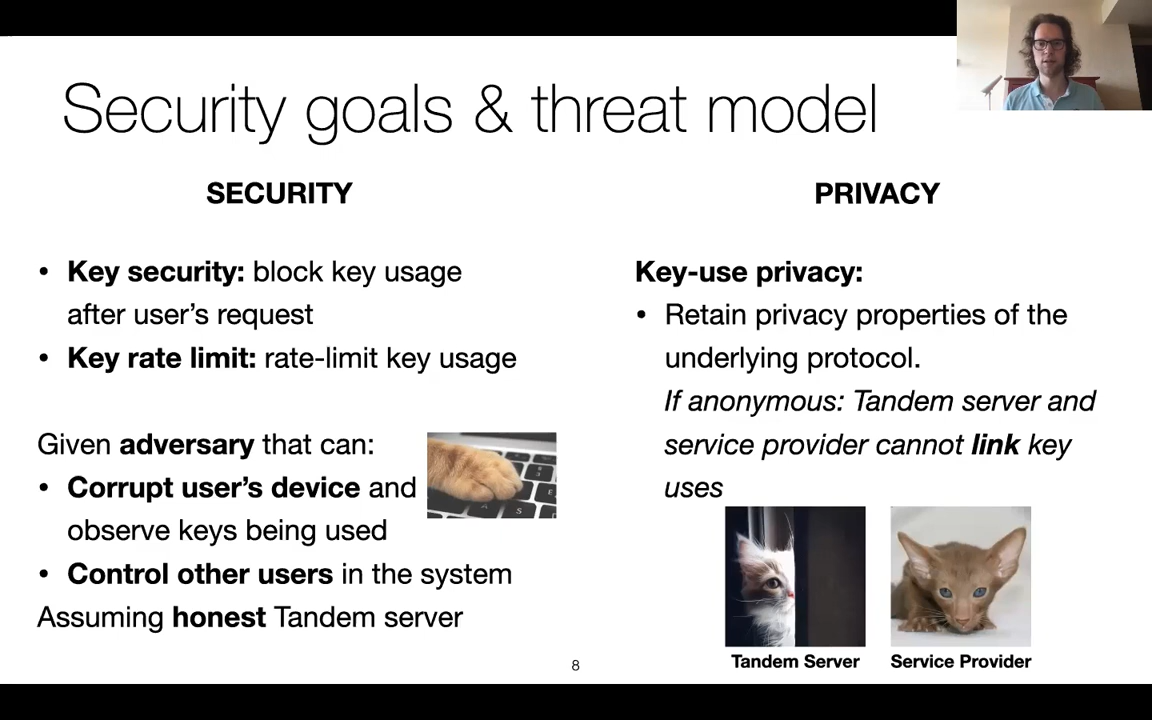 Security goals & threat model
SECURITY
• Key security: block key usage
after user’s request
• Key rate limit: rate-limit key usage
Given adversary that can:
• Corrupt user’s device and
observe keys being used
• Control other users in the system
Assuming honest Tandem server
PRIVACY
Key-use privacy:
• Retain privacy properties of the
underlying protocol.
If anonymous: Tandem server and
service provider cannot link key
uses
Tandem Server
Service Provider
8